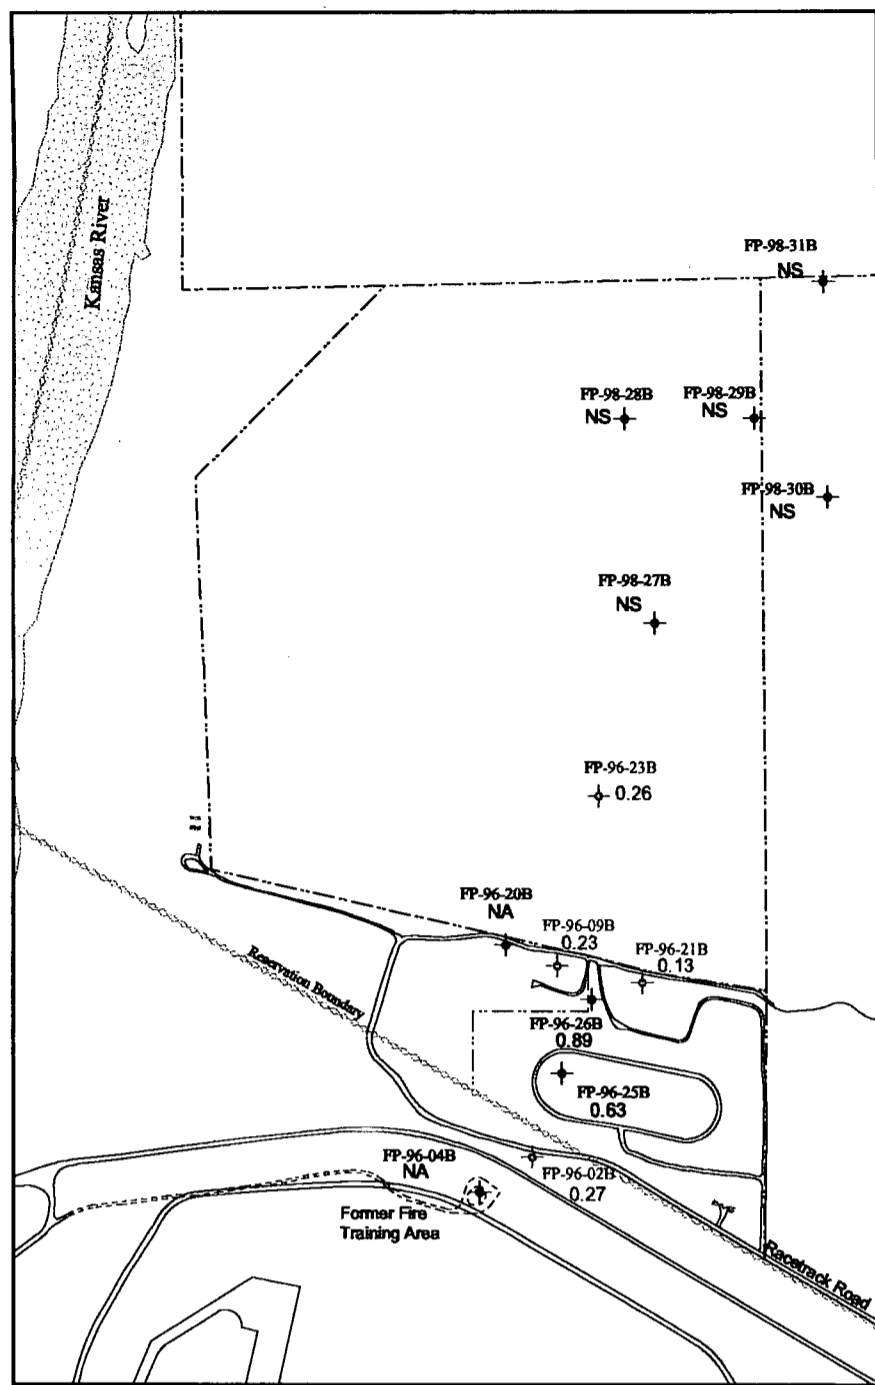 Kansas River
FP-98-31B
NS
FP-98-28B
NS
FP-98-29B
NS
FP-98-30B
NS
FP-98-27B
NS
FP-96-23B
0.26
FP-96-20B
NA
FP-96-09B
0.23
FP-96-21B
0.13
Reservation Boundary
FP-96-26B
0.89
FP-96-25B
0.63
FP-96-04B
NA
FP-96-02B
0.27
Former Fire
Training Area
Racetrack Road